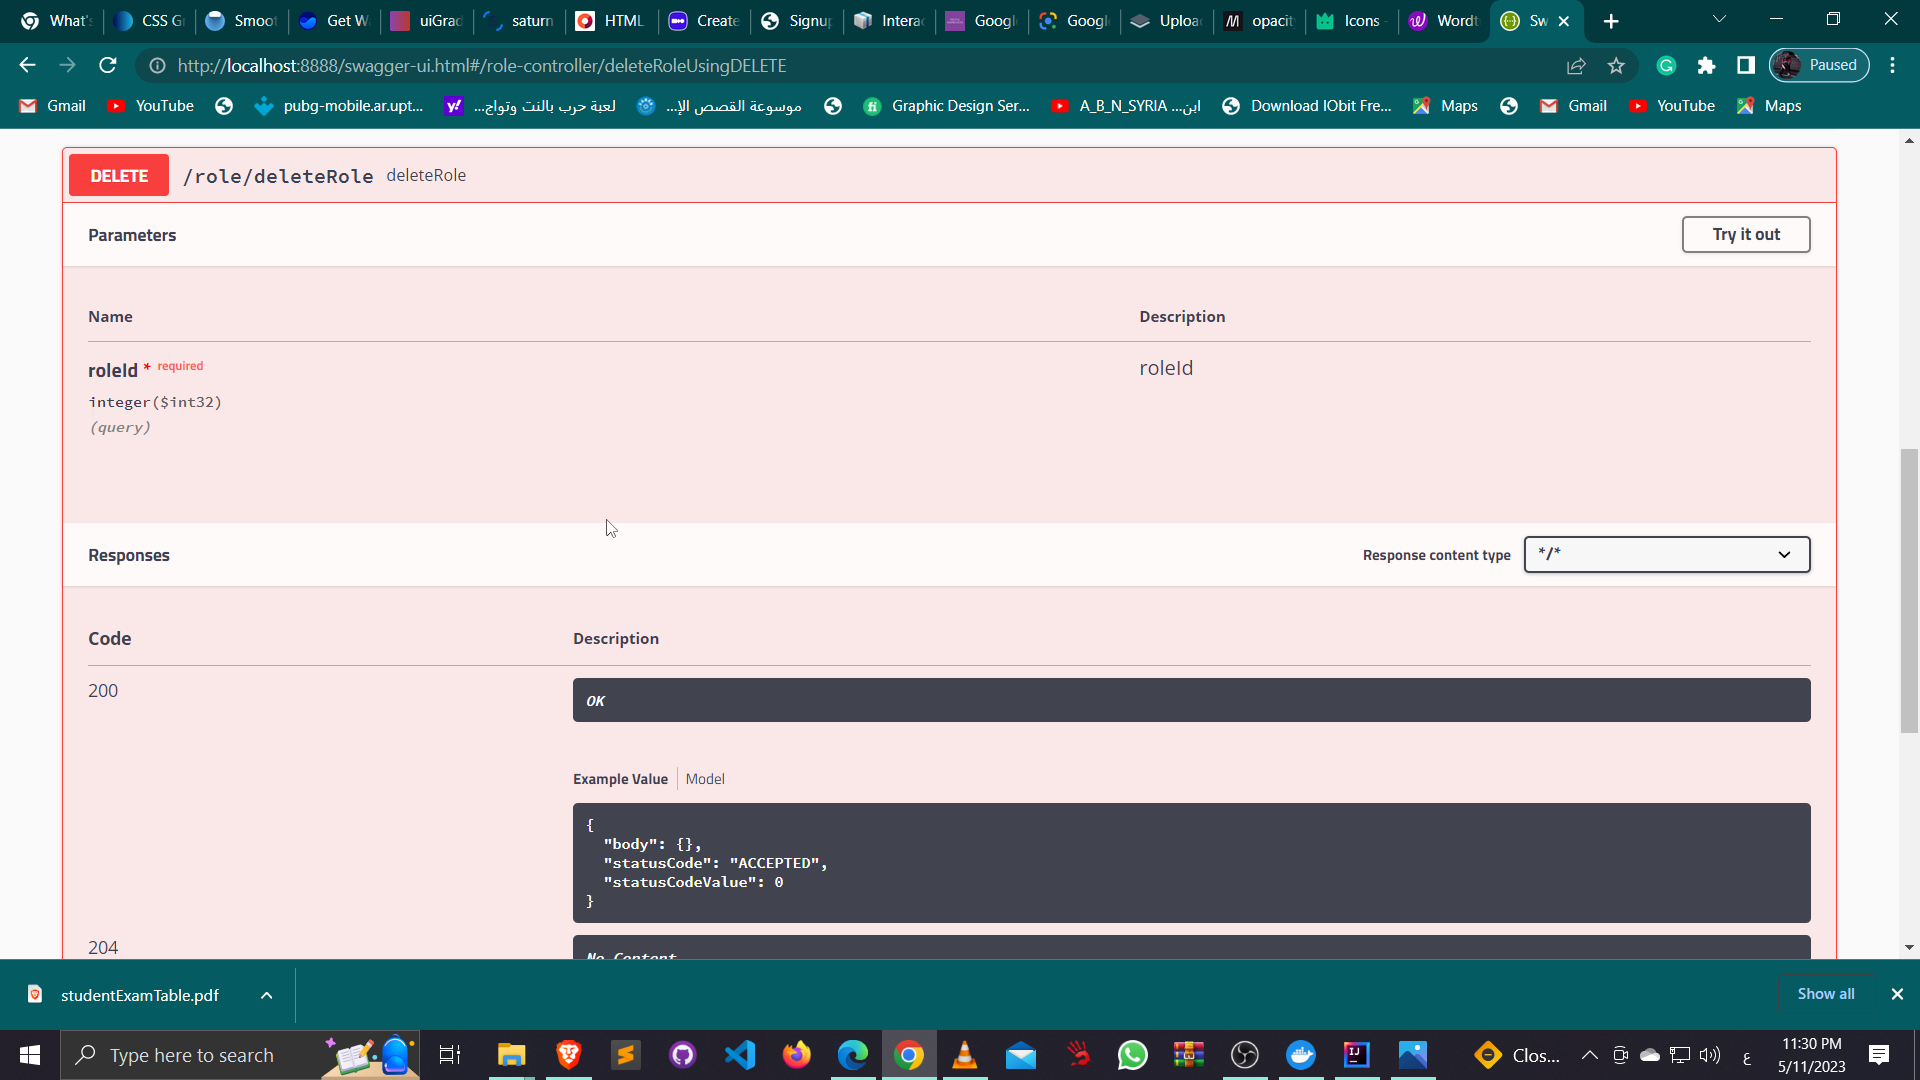 What's
CSS Gr
Smoot
Get Wa
uiGrad
saturn
HTML
Create
Signup
Interac
Google
Google
Upload
opacit
Icons -
Wordt
Sw
http://localhost:8888/swagger-ui.html#/role-controller/deleteRoleUsingDELETE
Paused
Gmail
YouTube
pubg-mobile.ar.upt...
لعبة حرب بالنت وتواج...
موسوعة القصص الإ...
Graphic Design Ser...
A_B_N_SYRIA ...ابن
Download IObit Fre...
Maps
Gmail
YouTube
Maps
DELETE /role/deleteRole deleteRole
Parameters
Try it out
Name Description
roleId * required roleId
integer($int32)
(query)
Responses
Response content type */*
Code Description
200 OK
Example Value Model
{
"body": {},
"statusCode": "ACCEPTED",
"statusCodeValue": 0
}
204 No Content
studentExamTable.pdf
Show all
Type here to search
Clos...
ع
11:30 PM
5/11/2023